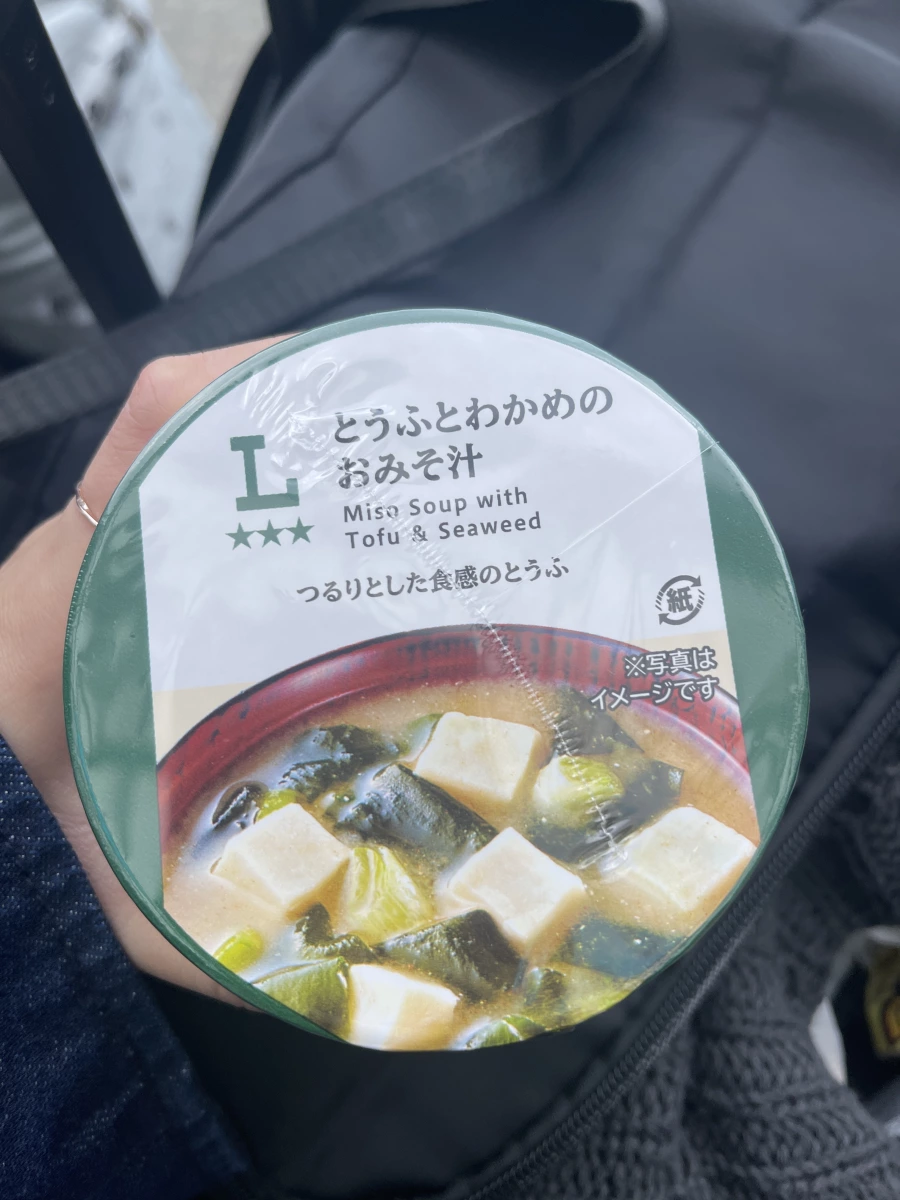 L
★★★
とうふとわかめの
おみそ汁
Miso Soup with
Tofu & Seaweed
つるりとした食感のとうふ
紙
※写真は
イメージです